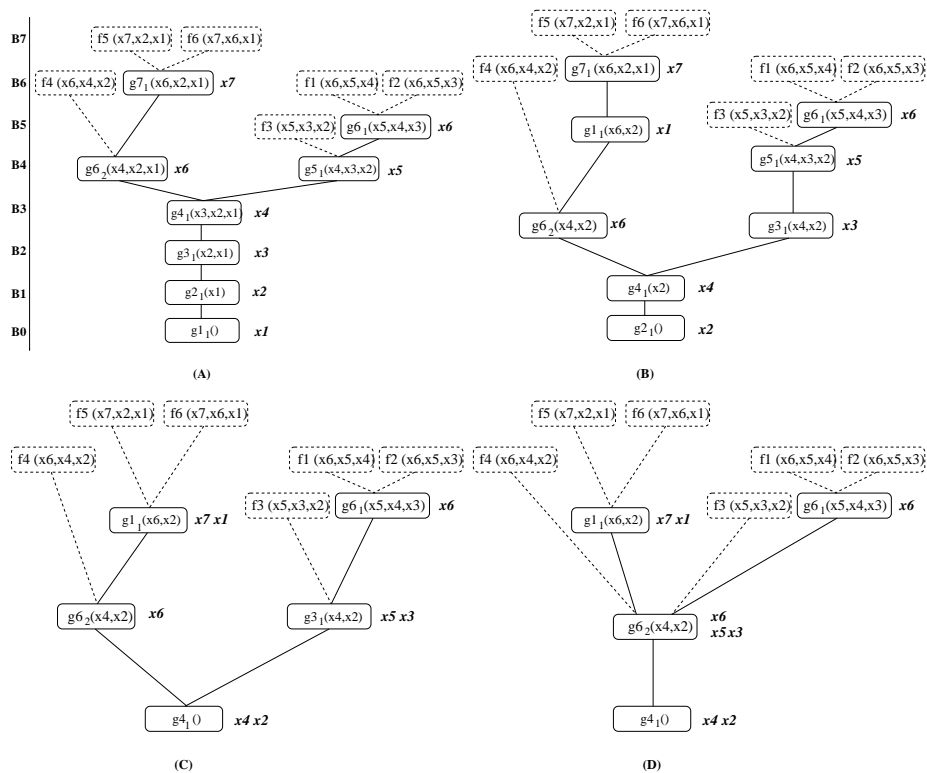 B7
f5 (x7,x2,x1) f6 (x7,x6,x1)
B6
f4 (x6,x4,x2) g7₁(x6,x2,x1) x7
f1 (x6,x5,x4) f2 (x6,x5,x3)
B5
f3 (x5,x3,x2) g6₁(x5,x4,x3) x6
B4
g6₂(x4,x2,x1) x6
g5₁(x4,x3,x2) x5
B3
g4₁(x3,x2,x1) x4
B2
g3₁(x2,x1) x3
B1
g2₁(x1) x2
B0
g1₁() x1
(A)
f5 (x7,x2,x1) f6 (x7,x6,x1)
f4 (x6,x4,x2) g7₁(x6,x2,x1) x7
f1 (x6,x5,x4) f2 (x6,x5,x3)
g1₁(x6,x2) x1
f3 (x5,x3,x2) g6₁(x5,x4,x3) x6
g5₁(x4,x3,x2) x5
g6₂(x4,x2) x6
g3₁(x4,x2) x3
g4₁(x2) x4
g2₁() x2
(B)
f5 (x7,x2,x1) f6 (x7,x6,x1)
f4 (x6,x4,x2)
f1 (x6,x5,x4) f2 (x6,x5,x3)
g1₁(x6,x2) x7 x1
f3 (x5,x3,x2) g6₁(x5,x4,x3) x6
g6₂(x4,x2) x6
g3₁(x4,x2) x5 x3
g4₁() x4 x2
(C)
f5 (x7,x2,x1) f6 (x7,x6,x1)
f4 (x6,x4,x2)
f1 (x6,x5,x4) f2 (x6,x5,x3)
g1₁(x6,x2) x7 x1
f3 (x5,x3,x2) g6₁(x5,x4,x3) x6
g6₂(x4,x2) x6
x5 x3
g4₁() x4 x2
(D)